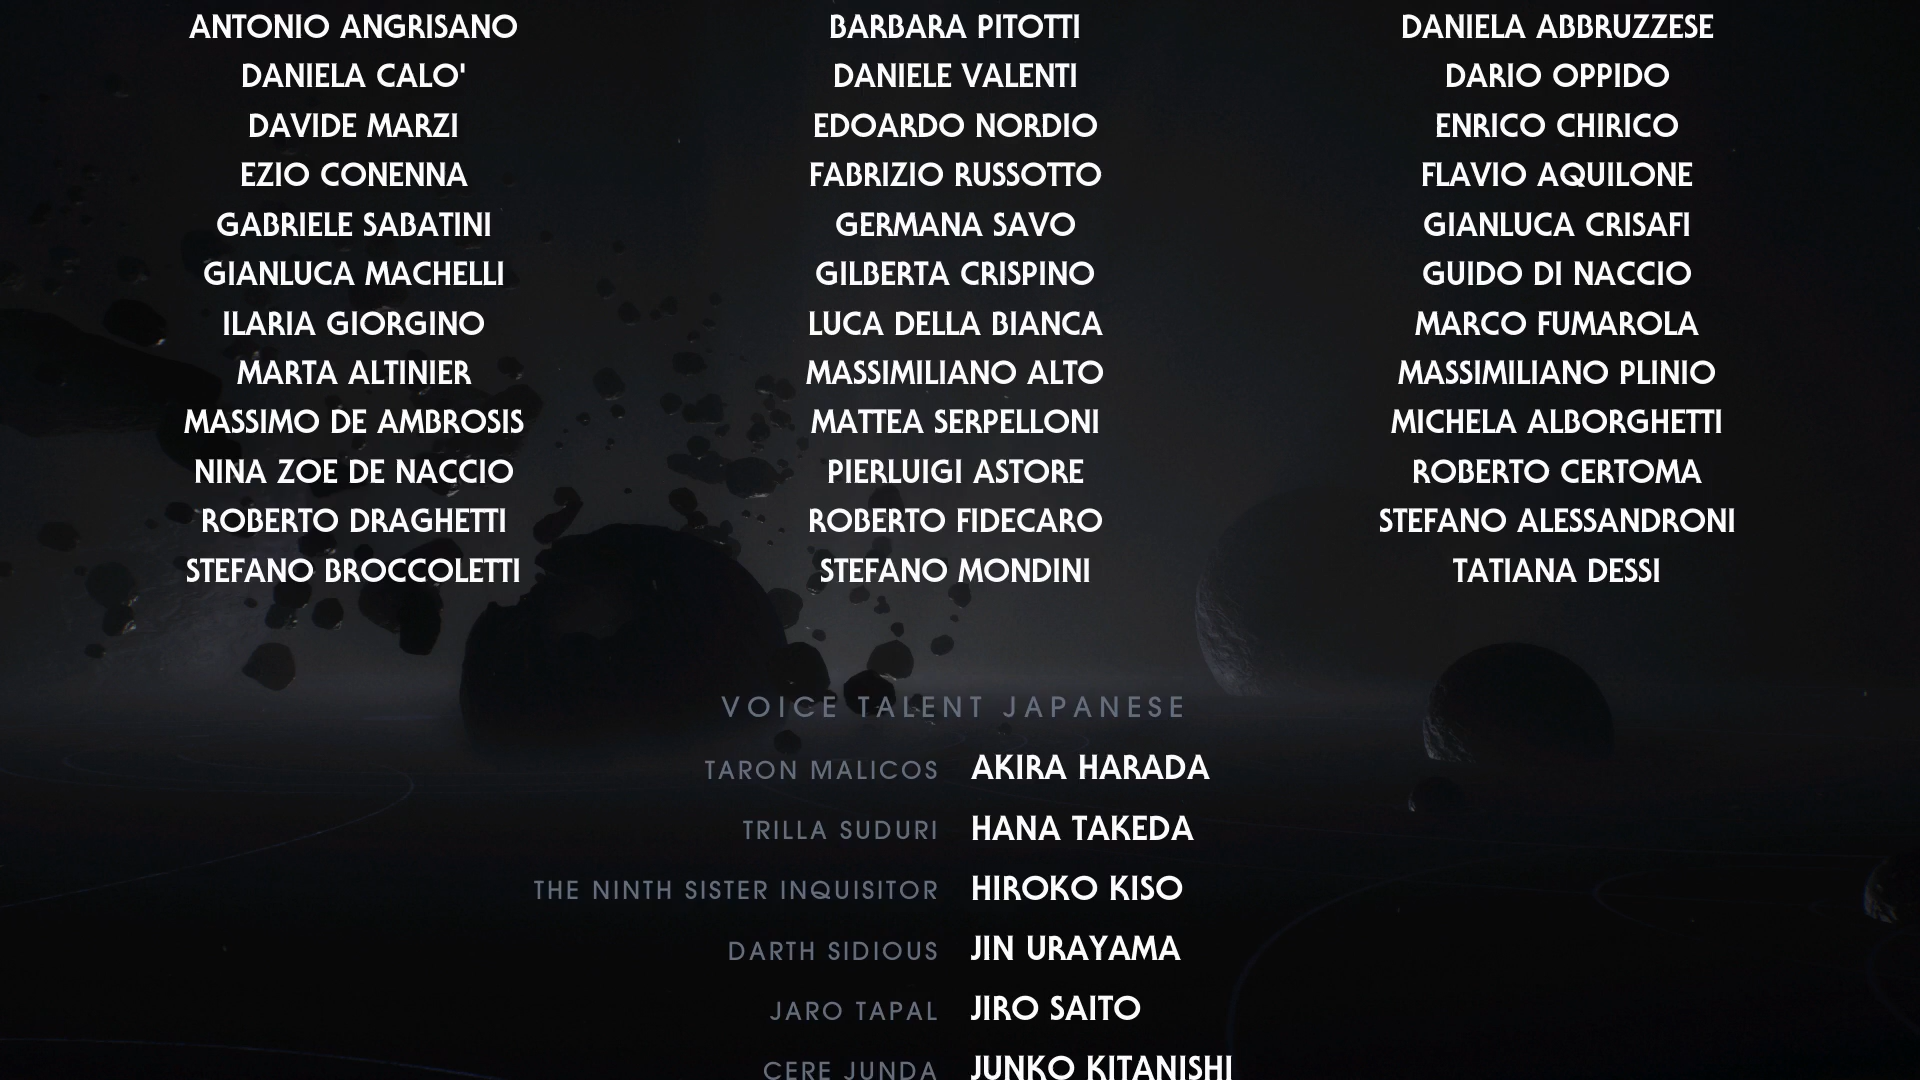 ANTONIO ANGRISANO BARBARA PITOTTI DANIELA ABBRUZZESE
DANIELA CALO' DANIELE VALENTI DARIO OPPIDO
DAVIDE MARZI EDOARDO NORDIO ENRICO CHIRICO
EZIO CONENNA FABRIZIO RUSSOTTO FLAVIO AQUILONE
GABRIELE SABATINI GERMANA SAVO GIANLUCA CRISAFI
GIANLUCA MACHELLI GILBERTA CRISPINO GUIDO DI NACCIO
ILARIA GIORGINO LUCA DELLA BIANCA MARCO FUMAROLA
MARTA ALTINIER MASSIMILIANO ALTO MASSIMILIANO PLINIO
MASSIMO DE AMBROSIS MATTEA SERPELLONI MICHELA ALBORGHETTI
NINA ZOE DE NACCIO PIERLUIGI ASTORE ROBERTO CERTOMA
ROBERTO DRAGHETTI ROBERTO FIDECARO STEFANO ALESSANDRONI
STEFANO BROCCOLETTI STEFANO MONDINI TATIANA DESSI
VOICE TALENT JAPANESE
TARON MALICOS AKIRA HARADA
TRILLA SUDURI HANA TAKEDA
THE NINTH SISTER INQUISITOR HIROKO KISO
DARTH SIDIOUS JIN URAYAMA
JARO TAPAL JIRO SAITO
CERE JUNDA JUNKO KITANISHI